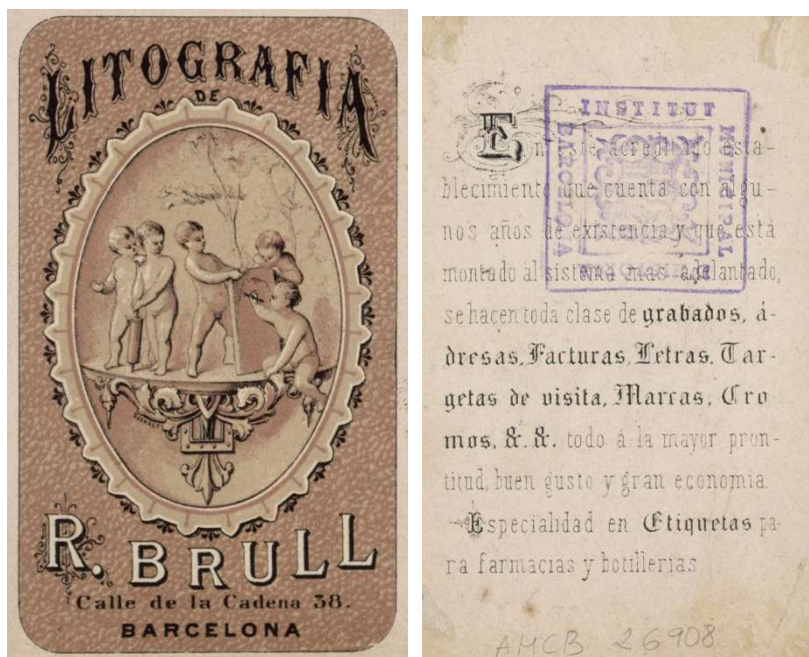 LITOGRAFIA
DE
R. BRULL
Calle de la Cadena 38.
BARCELONA
En este acreditado esta-
blecimiento que cuenta con algu-
nos años de existencia y que está
montado al sistema mas adelantado,
se hacen toda clase de grabados, á-
dresas, Facturas, Letras, Tar-
getas de visita, Marcas, Cro
mos, &. &. todo á la mayor pron-
titud, buen gusto y gran economia.
Especialidad en Etiquetas pa-
ra farmacias y botillerias.
INSTITUT
MUNICIPAL
BARCELONA
AHCB 26908